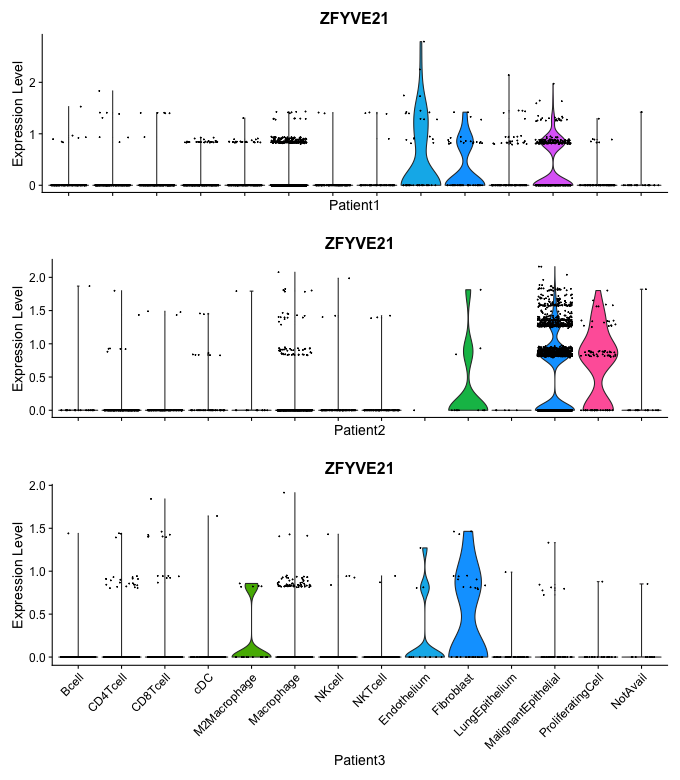 ZFYVE21
Expression Level
2
1
0
Patient1
ZFYVE21
Expression Level
2.0
1.5
1.0
0.5
0.0
Patient2
ZFYVE21
Expression Level
2.0
1.5
1.0
0.5
0.0
Bcell
CD4Tcell
CD8Tcell
cDC
M2Macrophage
Macrophage
NKcell
NKTcell
Endothelium
Fibroblast
LungEpithelium
MalignantEpithelial
ProliferatingCell
NotAvail
Patient3